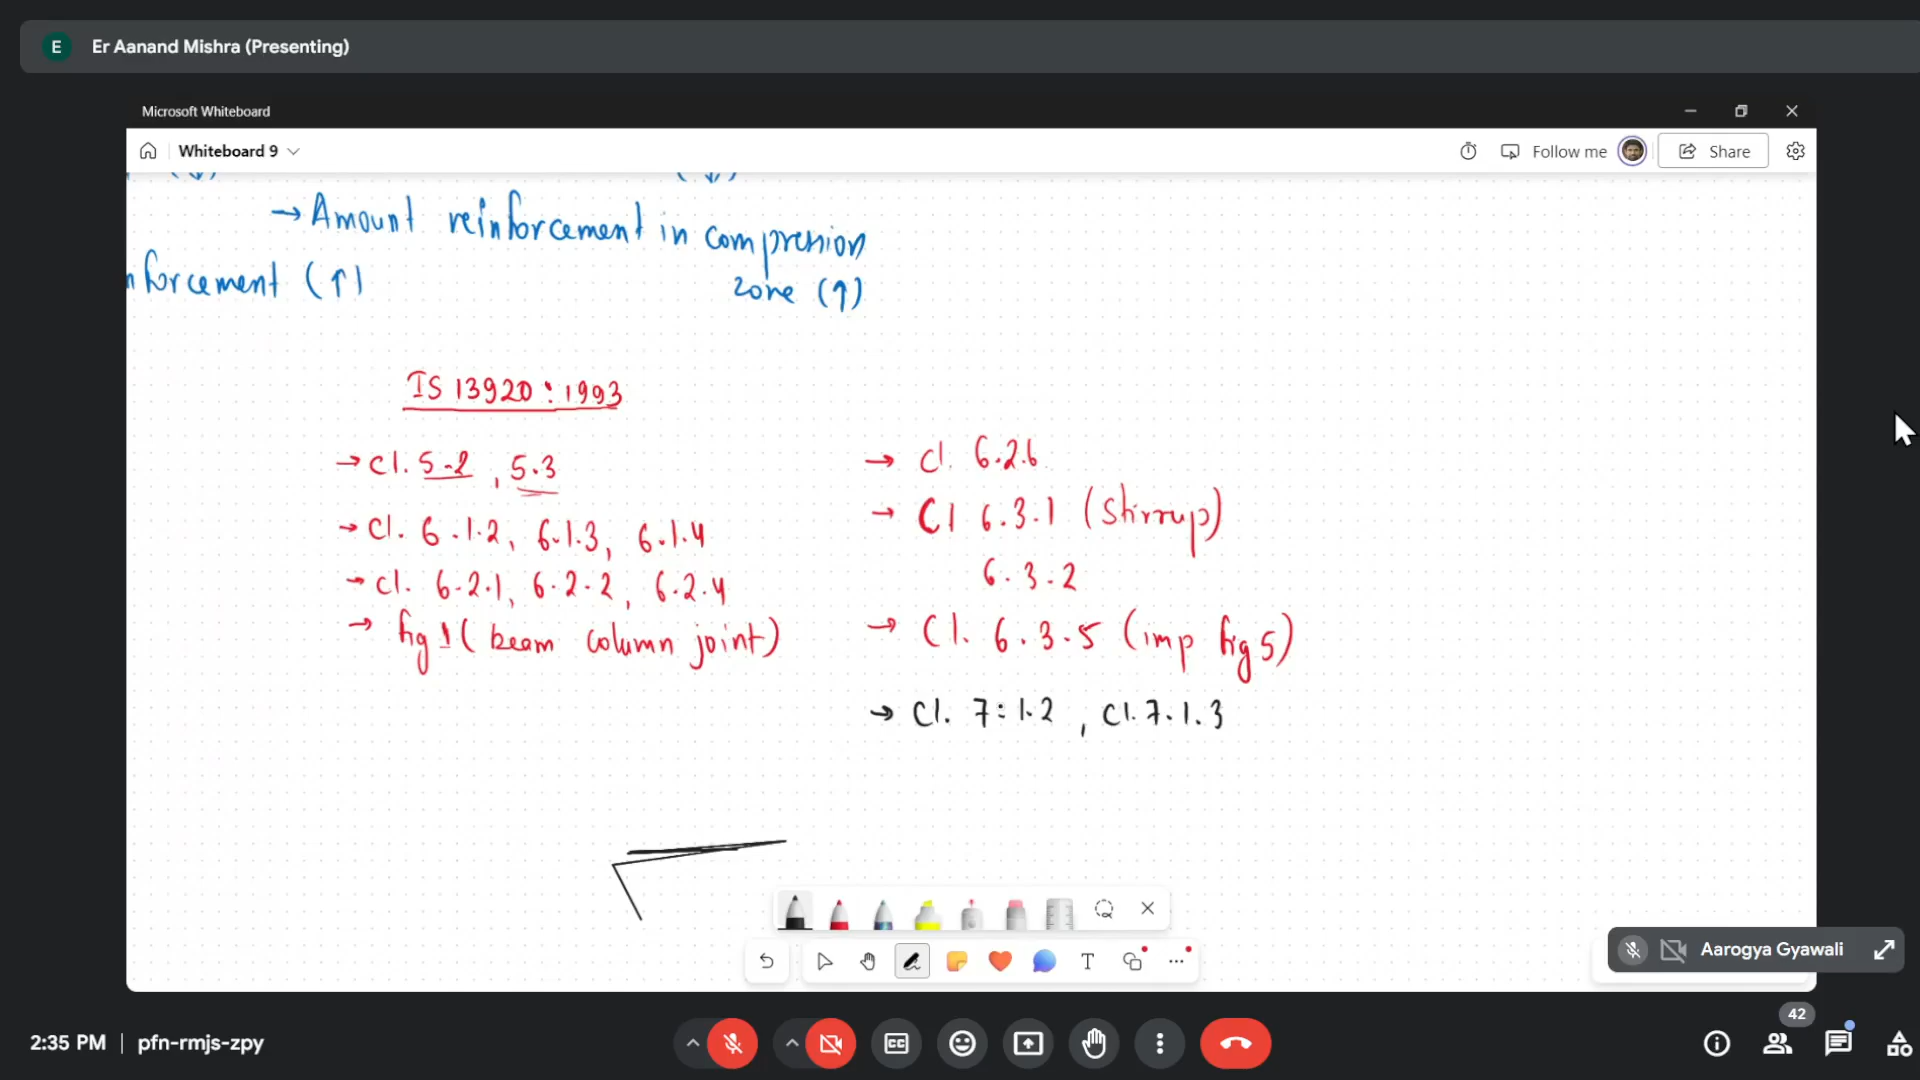 E Er Aanand Mishra (Presenting)
Microsoft Whiteboard
Whiteboard 9
Follow me
Share
→ Amount reinforcement in compression
zone (↑)
nforcement (↑)
IS 13920 : 1993
→ cl. 5.2 , 5.3
→ cl. 6.1.2, 6.1.3, 6.1.4
→ cl. 6.2.1, 6.2.2, 6.2.4
→ fig 1 ( beam column joint)
→ cl. 6.2.6
→ Cl 6.3.1 (stirrup)
6.3.2
→ Cl. 6.3.5 (imp fig 5)
→ Cl. 7.1.2 , Cl. 7.1.3
T
Aarogya Gyawali
2:35 PM | pfn-rmjs-zpy
CC
42